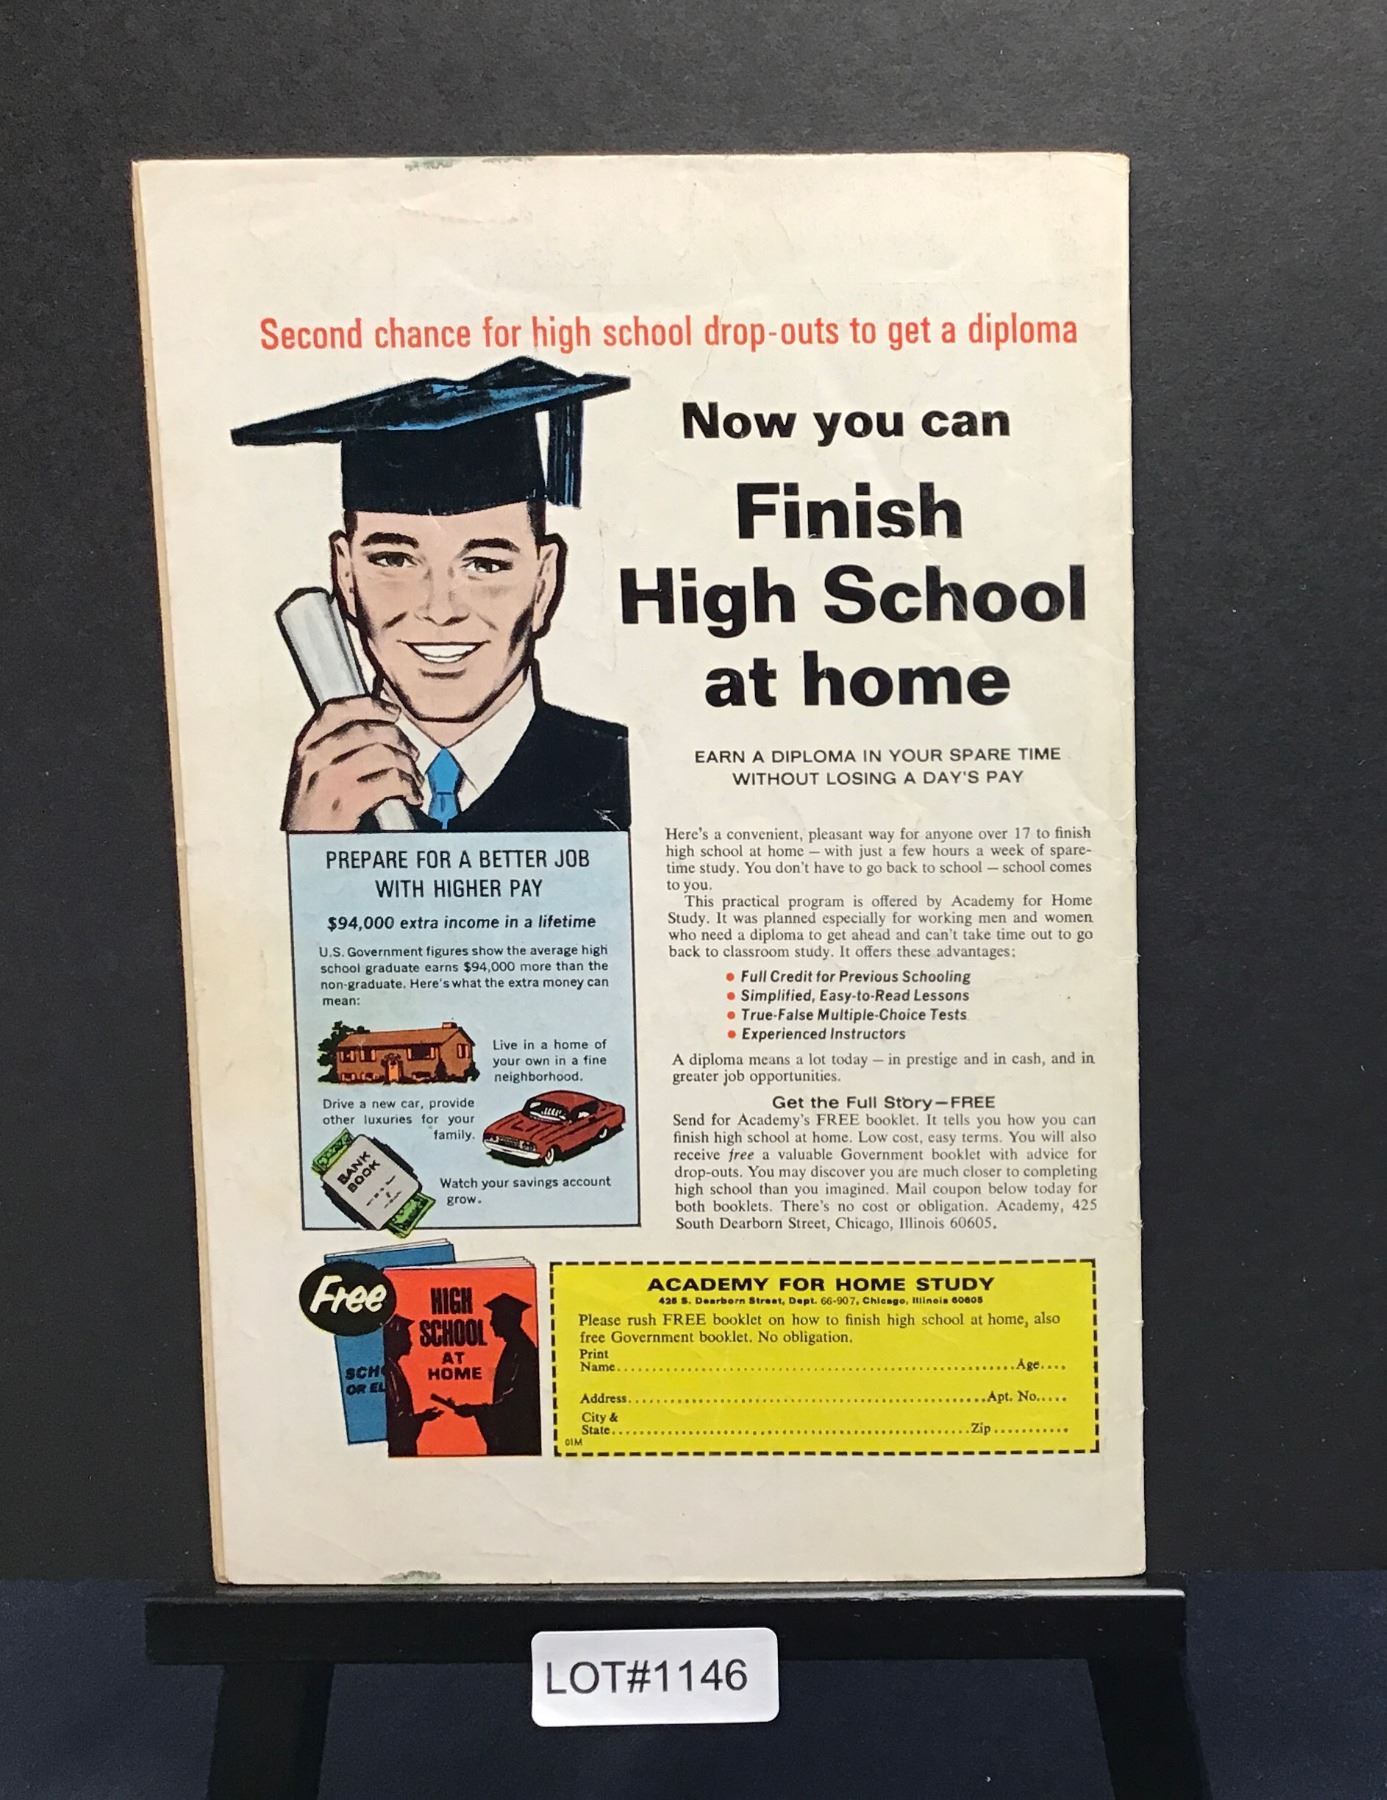 Second chance for high school drop-outs to get a diploma
Now you can
Finish
High School
at home
EARN A DIPLOMA IN YOUR SPARE TIME
WITHOUT LOSING A DAY'S PAY
PREPARE FOR A BETTER JOB
WITH HIGHER PAY
$94,000 extra income in a lifetime
U.S. Government figures show the average high
school graduate earns $94,000 more than the
non-graduate. Here's what the extra money can
mean:
Live in a home of
your own in a fine
neighborhood.
Drive a new car, provide
other luxuries for your
family.
BANK
BOOK
Watch your savings account
grow.
Here's a convenient, pleasant way for anyone over 17 to finish
high school at home — with just a few hours a week of spare-
time study. You don't have to go back to school — school comes
to you.
This practical program is offered by Academy for Home
Study. It was planned especially for working men and women
who need a diploma to get ahead and can't take time out to go
back to classroom study. It offers these advantages:
• Full Credit for Previous Schooling
• Simplified, Easy-to-Read Lessons
• True-False Multiple-Choice Tests
• Experienced Instructors
A diploma means a lot today — in prestige and in cash, and in
greater job opportunities.
Get the Full Story—FREE
Send for Academy's FREE booklet. It tells you how you can
finish high school at home. Low cost, easy terms. You will also
receive free a valuable Government booklet with advice for
drop-outs. You may discover you are much closer to completing
high school than you imagined. Mail coupon below today for
both booklets. There's no cost or obligation. Academy, 425
South Dearborn Street, Chicago, Illinois 60605.
Free
SCH
OR EL
HIGH
SCHOOL
AT
HOME
ACADEMY FOR HOME STUDY
425 S. Dearborn Street, Dept. 66-907, Chicago, Illinois 60605
Please rush FREE booklet on how to finish high school at home, also
free Government booklet. No obligation.
Print
Name..........Age....
Address..........Apt. No.....
City &
State..........Zip..........
01M
LOT#1146